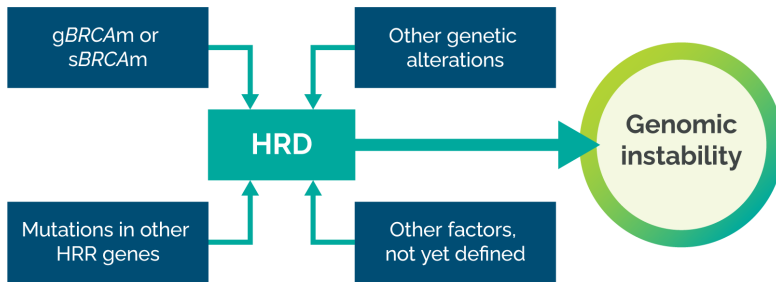 gBRCAm or
sBRCAm
Other genetic
alterations
HRD
Genomic
instability
Mutations in other
HRR genes
Other factors,
not yet defined